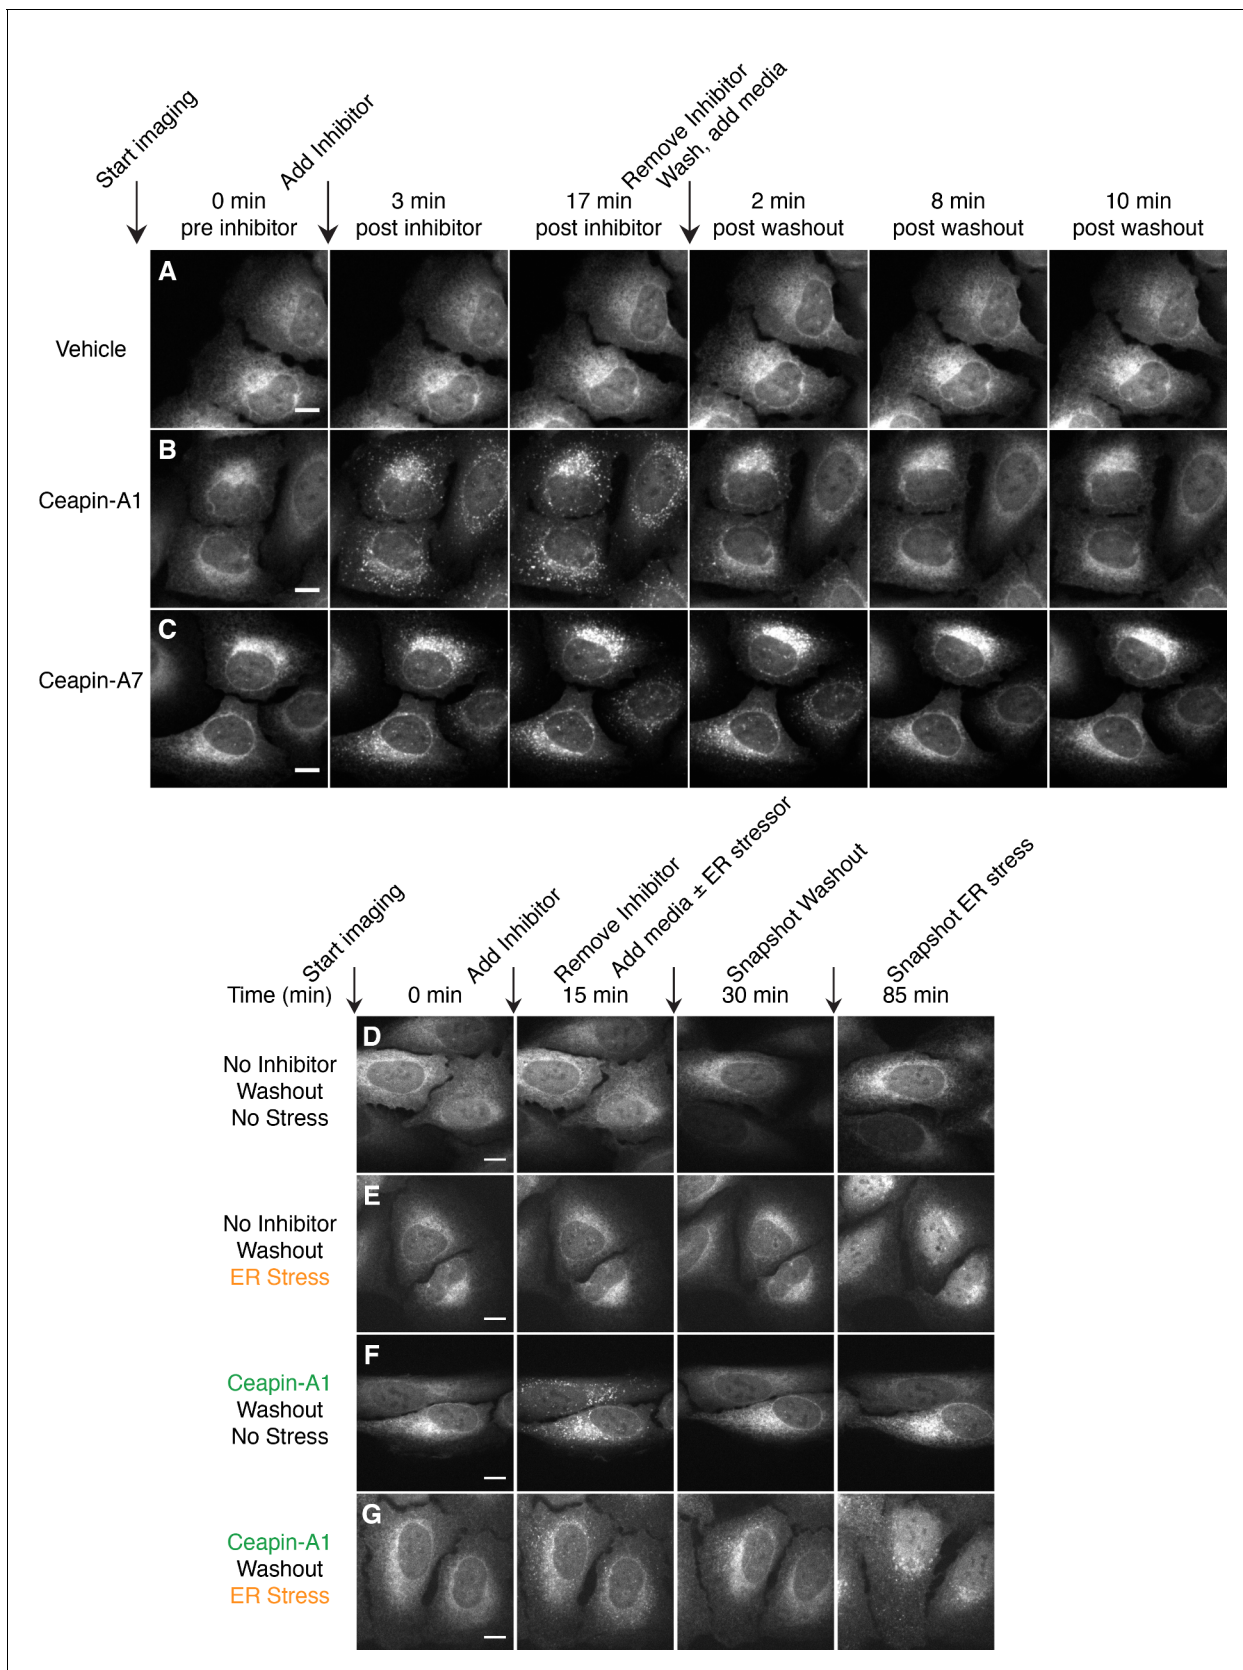 Start imaging
Add Inhibitor
Remove Inhibitor
Wash, add media
0 min
pre inhibitor
3 min
post inhibitor
17 min
post inhibitor
2 min
post washout
8 min
post washout
10 min
post washout
A
Vehicle
B
Ceapin-A1
C
Ceapin-A7
Start imaging
Add Inhibitor
Remove Inhibitor
Add media ± ER stressor
Snapshot Washout
Snapshot ER stress
Time (min) 0 min 15 min 30 min 85 min
D
No Inhibitor
Washout
No Stress
E
No Inhibitor
Washout
ER Stress
F
Ceapin-A1
Washout
No Stress
G
Ceapin-A1
Washout
ER Stress